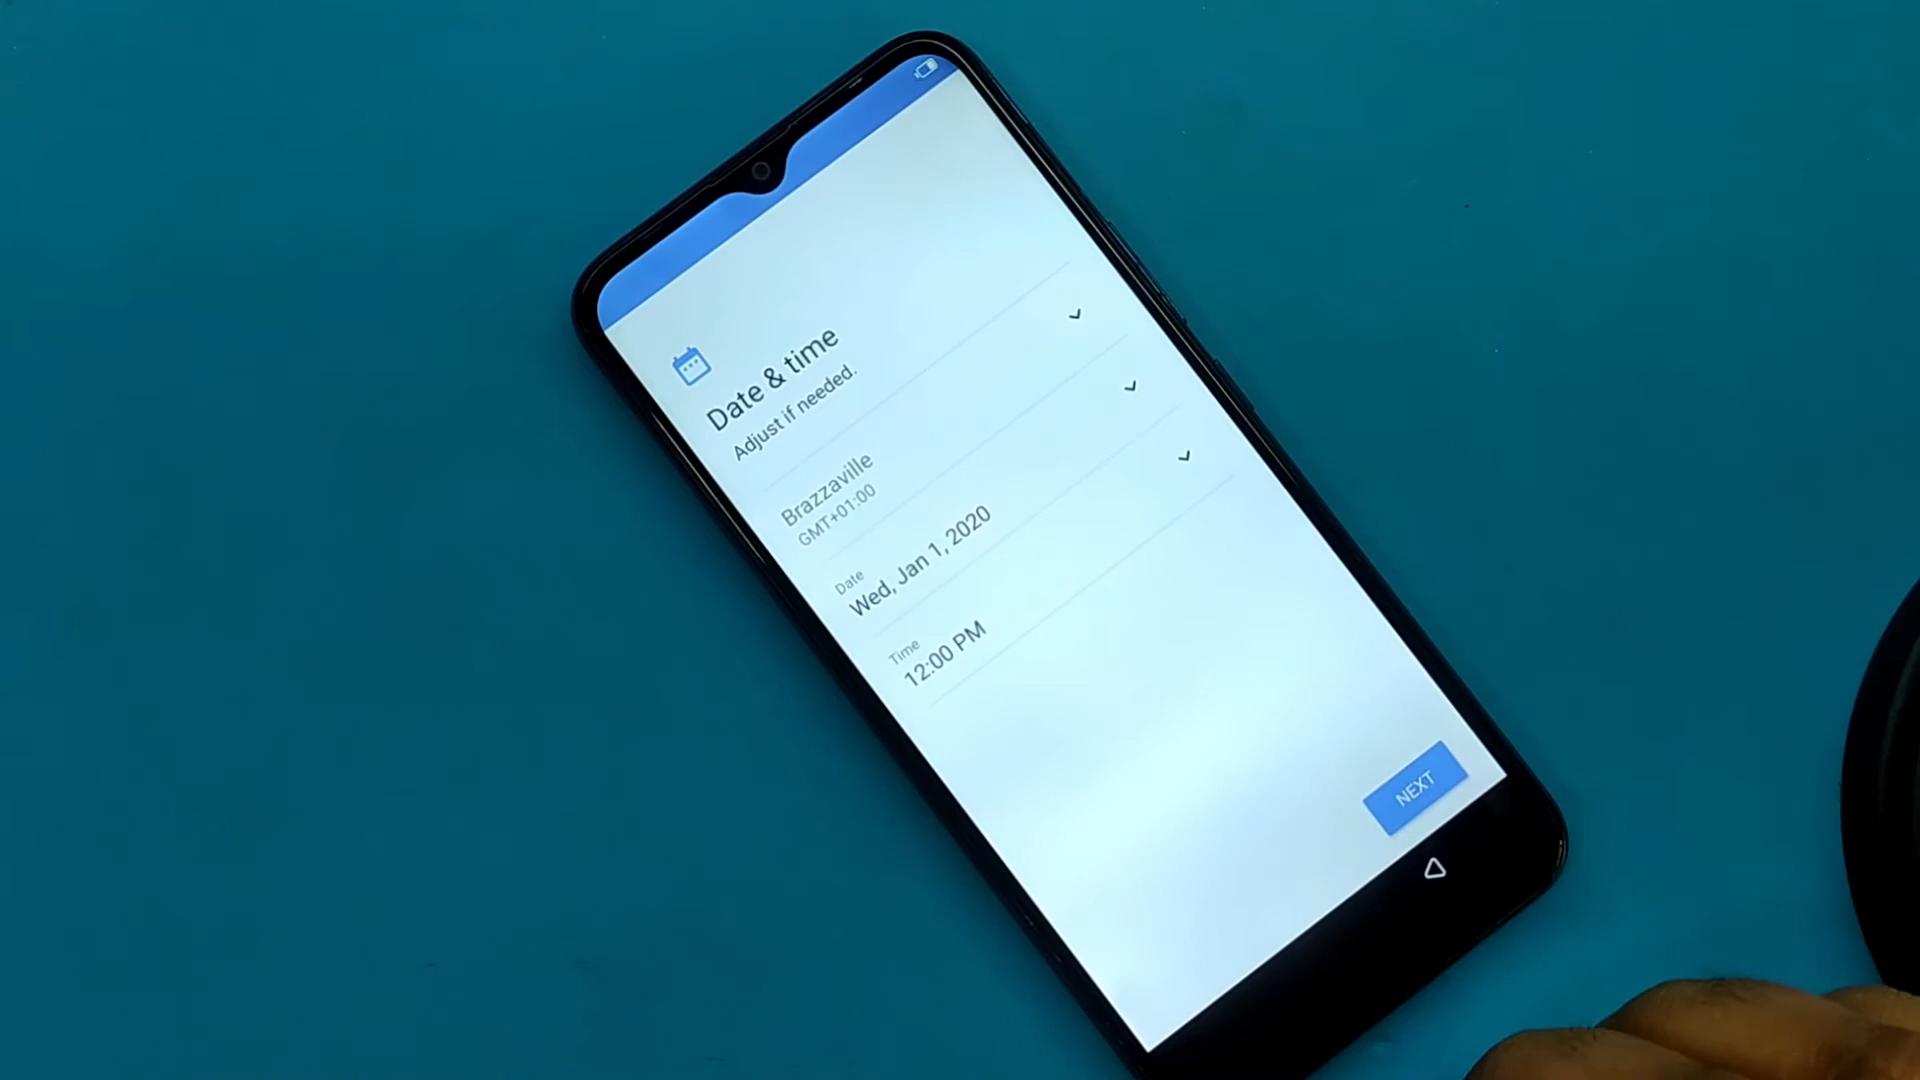 Date & time
Adjust if needed.
Brazzaville
GMT+01:00
Date
Wed, Jan 1, 2020
Time
12:00 PM
NEXT